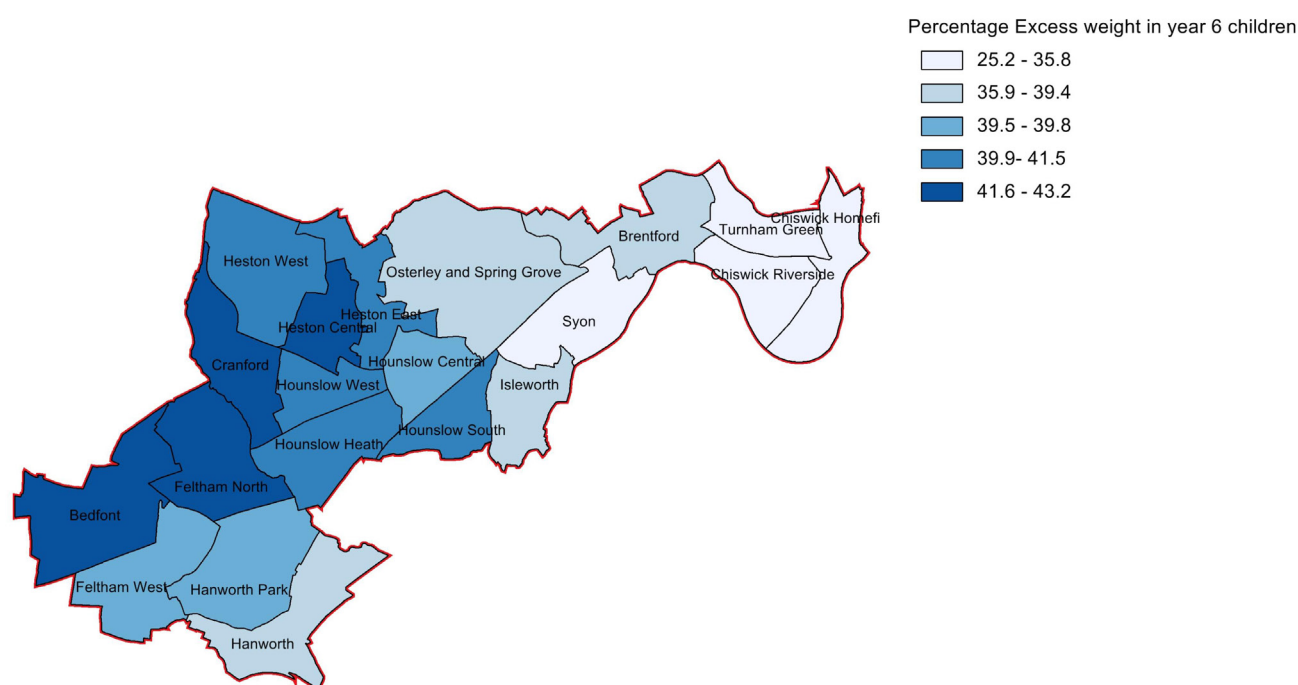 Percentage Excess weight in year 6 children
25.2 - 35.8
35.9 - 39.4
39.5 - 39.8
39.9- 41.5
41.6 - 43.2
Chiswick Homefi
Turnham Green
Brentford
Heston West
Osterley and Spring Grove
Chiswick Riverside
Heston East
Heston Central
Syon
Cranford
Hounslow Central
Hounslow West
Isleworth
Hounslow South
Hounslow Heath
Feltham North
Bedfont
Feltham West
Hanworth Park
Hanworth